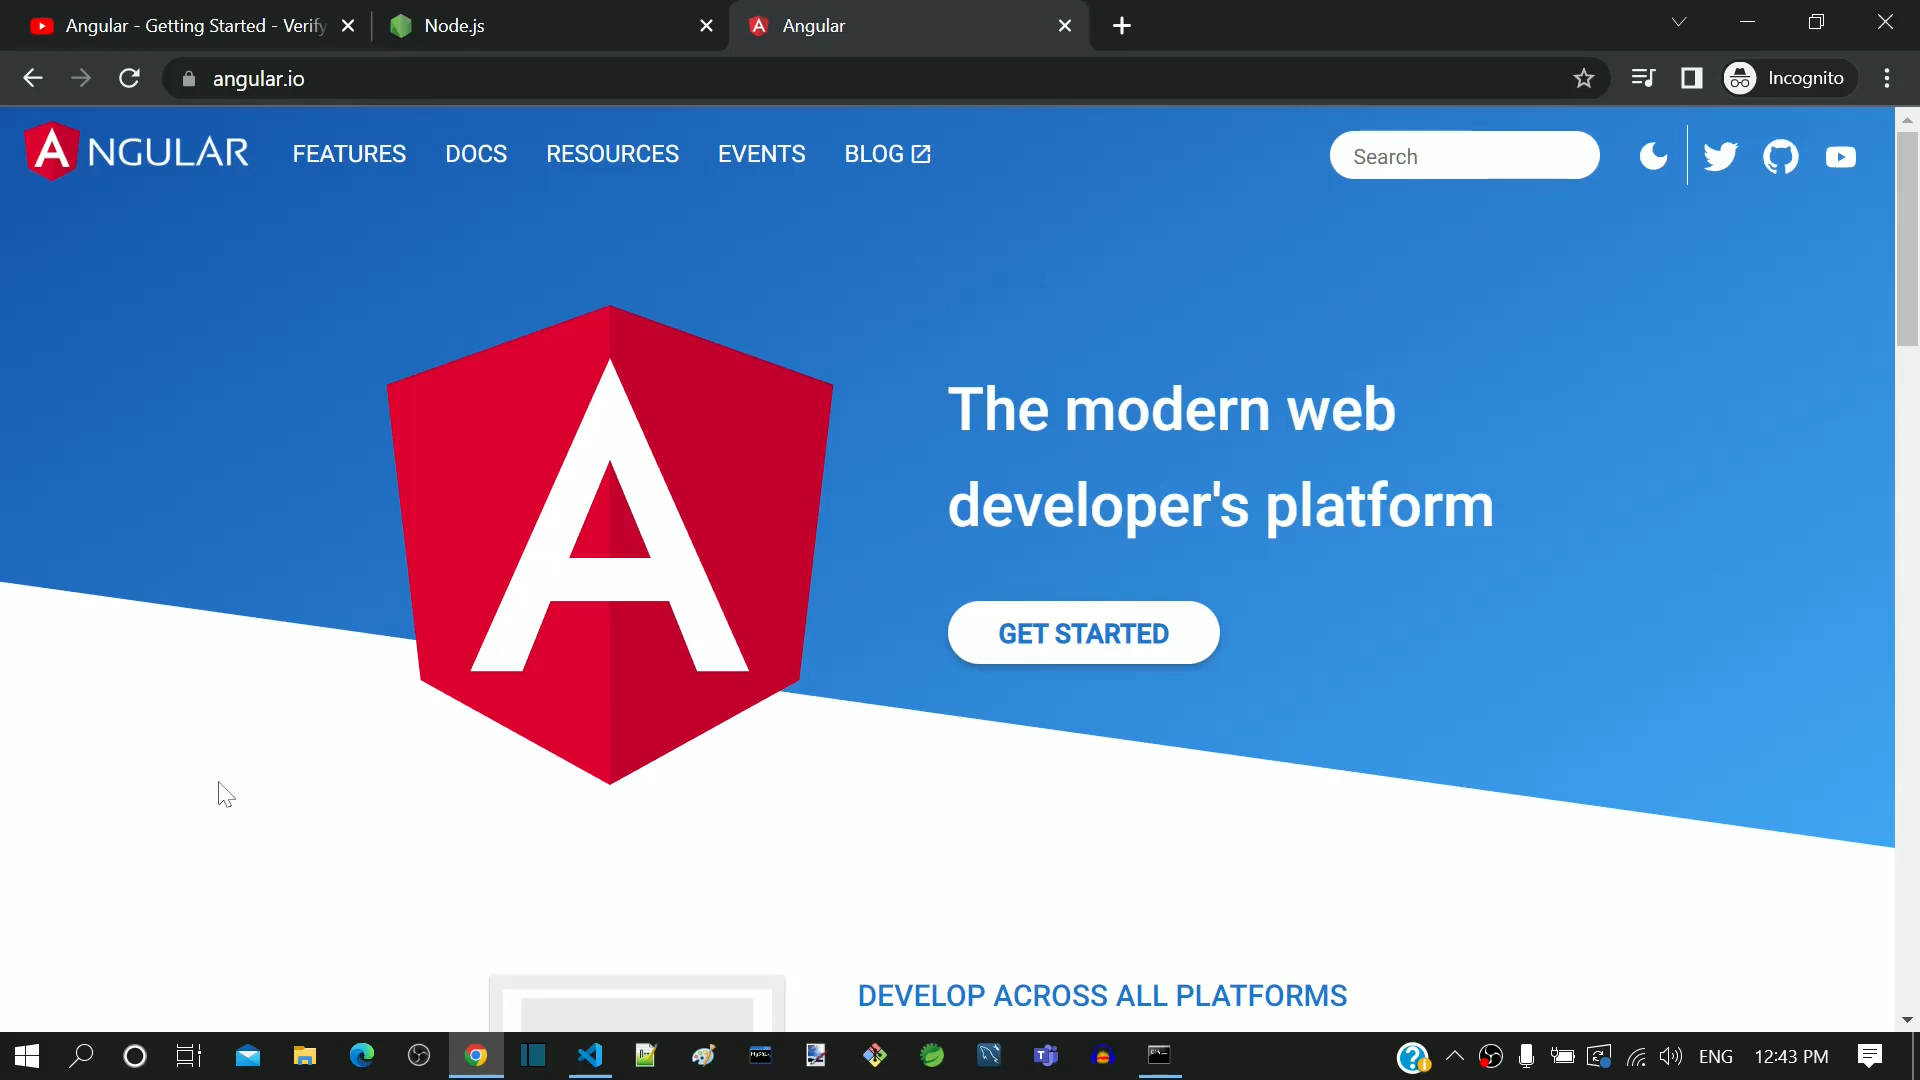 Angular - Getting Started - Verify
Node.js
Angular
angular.io
Incognito
ANGULAR
FEATURES
DOCS
RESOURCES
EVENTS
BLOG
Search
A
The modern web
developer's platform
GET STARTED
DEVELOP ACROSS ALL PLATFORMS
ENG
12:43 PM